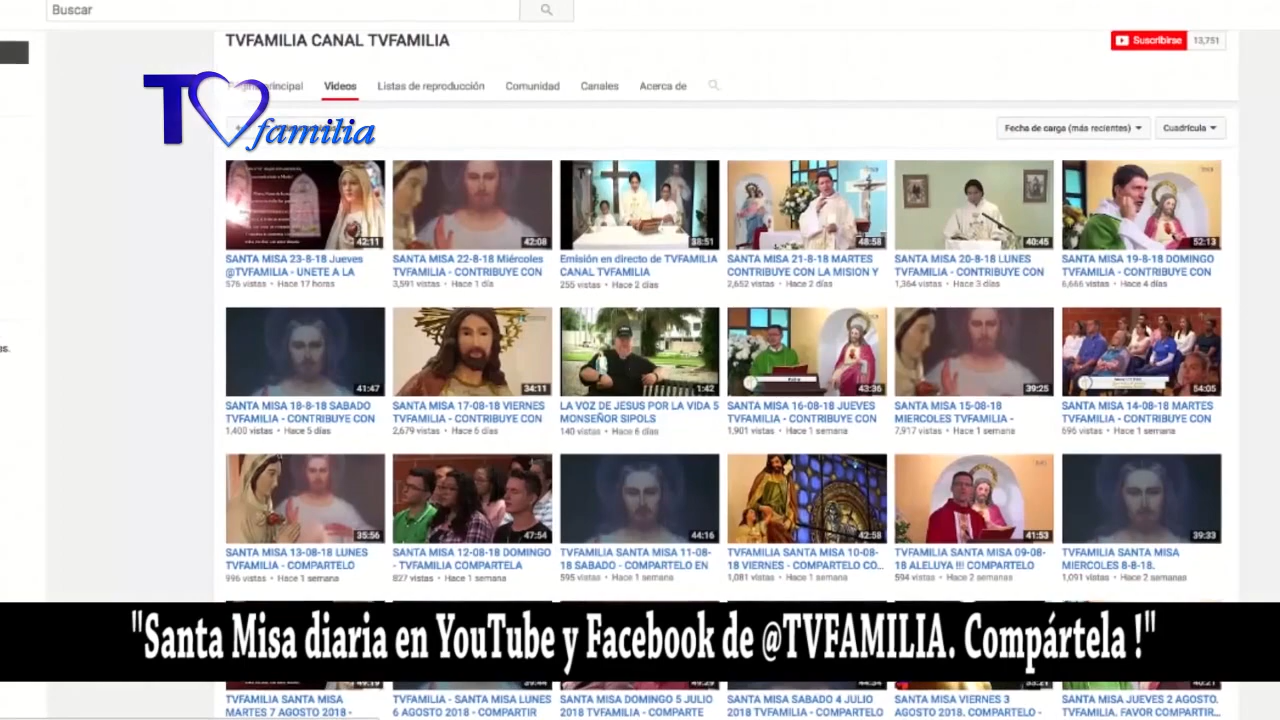 Buscar
TVFAMILIA CANAL TVFAMILIA
Suscribirse 13,751
principal Videos Listas de reproducción Comunidad Canales Acerca de
TV familia
Fecha de carga (más recientes) Cuadrícula
42:11 42:08 38:51 48:58 40:45 52:13
SANTA MISA 23-8-18 Jueves
@TVFAMILIA - UNETE A LA
576 vistas • Hace 17 horas
SANTA MISA 22-8-18 Miércoles
TVFAMILIA - CONTRIBUYE CON
3,591 vistas • Hace 1 día
Emisión en directo de TVFAMILIA
CANAL TVFAMILIA
255 vistas • Hace 2 días
SANTA MISA 21-8-18 MARTES
CONTRIBUYE CON LA MISION Y
2,652 vistas • Hace 2 días
SANTA MISA 20-8-18 LUNES
TVFAMILIA - CONTRIBUYE CON
1,364 vistas • Hace 3 días
SANTA MISA 19-8-18 DOMINGO
TVFAMILIA - CONTRIBUYE CON
6,666 vistas • Hace 4 días
41:47 34:11 1:42 43:36 39:25 54:05
SANTA MISA 18-8-18 SABADO
TVFAMILIA - CONTRIBUYE CON
1,400 vistas • Hace 5 días
SANTA MISA 17-08-18 VIERNES
TVFAMILIA - CONTRIBUYE CON
2,679 vistas • Hace 6 días
LA VOZ DE JESUS POR LA VIDA 5
MONSEÑOR SIPOLS
140 vistas • Hace 6 días
SANTA MISA 16-08-18 JUEVES
TVFAMILIA - CONTRIBUYE CON
1,901 vistas • Hace 1 semana
SANTA MISA 15-08-18
MIERCOLES TVFAMILIA -
7,917 vistas • Hace 1 semana
SANTA MISA 14-08-18 MARTES
TVFAMILIA - CONTRIBUYE CON
696 vistas • Hace 1 semana
35:56 47:54 44:16 42:58 41:53 39:33
SANTA MISA 13-08-18 LUNES
TVFAMILIA - COMPARTELO
996 vistas • Hace 1 semana
SANTA MISA 12-08-18 DOMINGO
- TVFAMILIA COMPARTELA
827 vistas • Hace 1 semana
TVFAMILIA SANTA MISA 11-08-
18 SABADO - COMPARTELO EN
595 vistas • Hace 1 semana
TVFAMILIA SANTA MISA 10-08-
18 VIERNES - COMPARTELO CO...
1,081 vistas • Hace 1 semana
TVFAMILIA SANTA MISA 09-08-
18 ALELUYA !!! COMPARTELO
594 vistas • Hace 2 semanas
TVFAMILIA SANTA MISA
MIERCOLES 8-8-18.
1,091 vistas • Hace 2 semanas
"Santa Misa diaria en YouTube y Facebook de @TVFAMILIA. Compártela !"
TVFAMILIA SANTA MISA
MARTES 7 AGOSTO 2018 -
TVFAMILIA - SANTA MISA LUNES
6 AGOSTO 2018 - COMPARTIR
SANTA MISA DOMINGO 5 JULIO
2018 TVFAMILIA - COMPARTE
SANTA MISA SABADO 4 JULIO
2018 TVFAMILIA - COMPARTE
SANTA MISA VIERNES 3
AGOSTO 2018. COMPARTELO -
SANTA MISA JUEVES 2 AGOSTO.
TVFAMILIA. FAVOR COMPARTIR